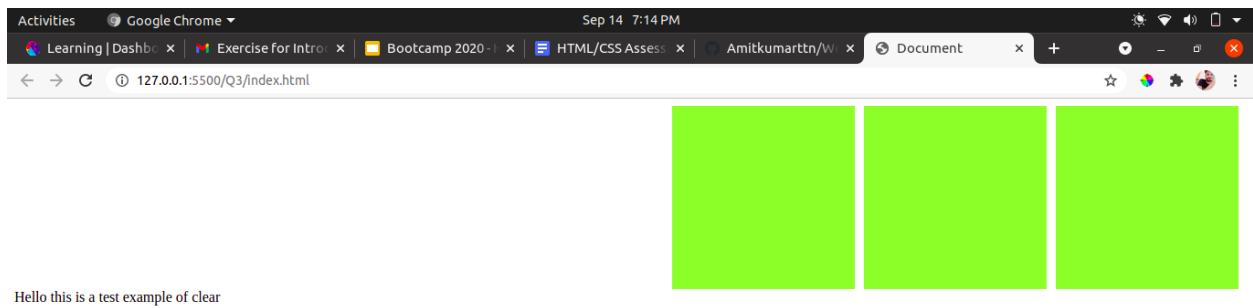 Activities Google Chrome Sep 14 7:14 PM
Learning | Dashbo Exercise for Intro Bootcamp 2020 - HTML/CSS Assess Amitkumarttn/W Document
127.0.0.1:5500/Q3/index.html
Hello this is a test example of clear